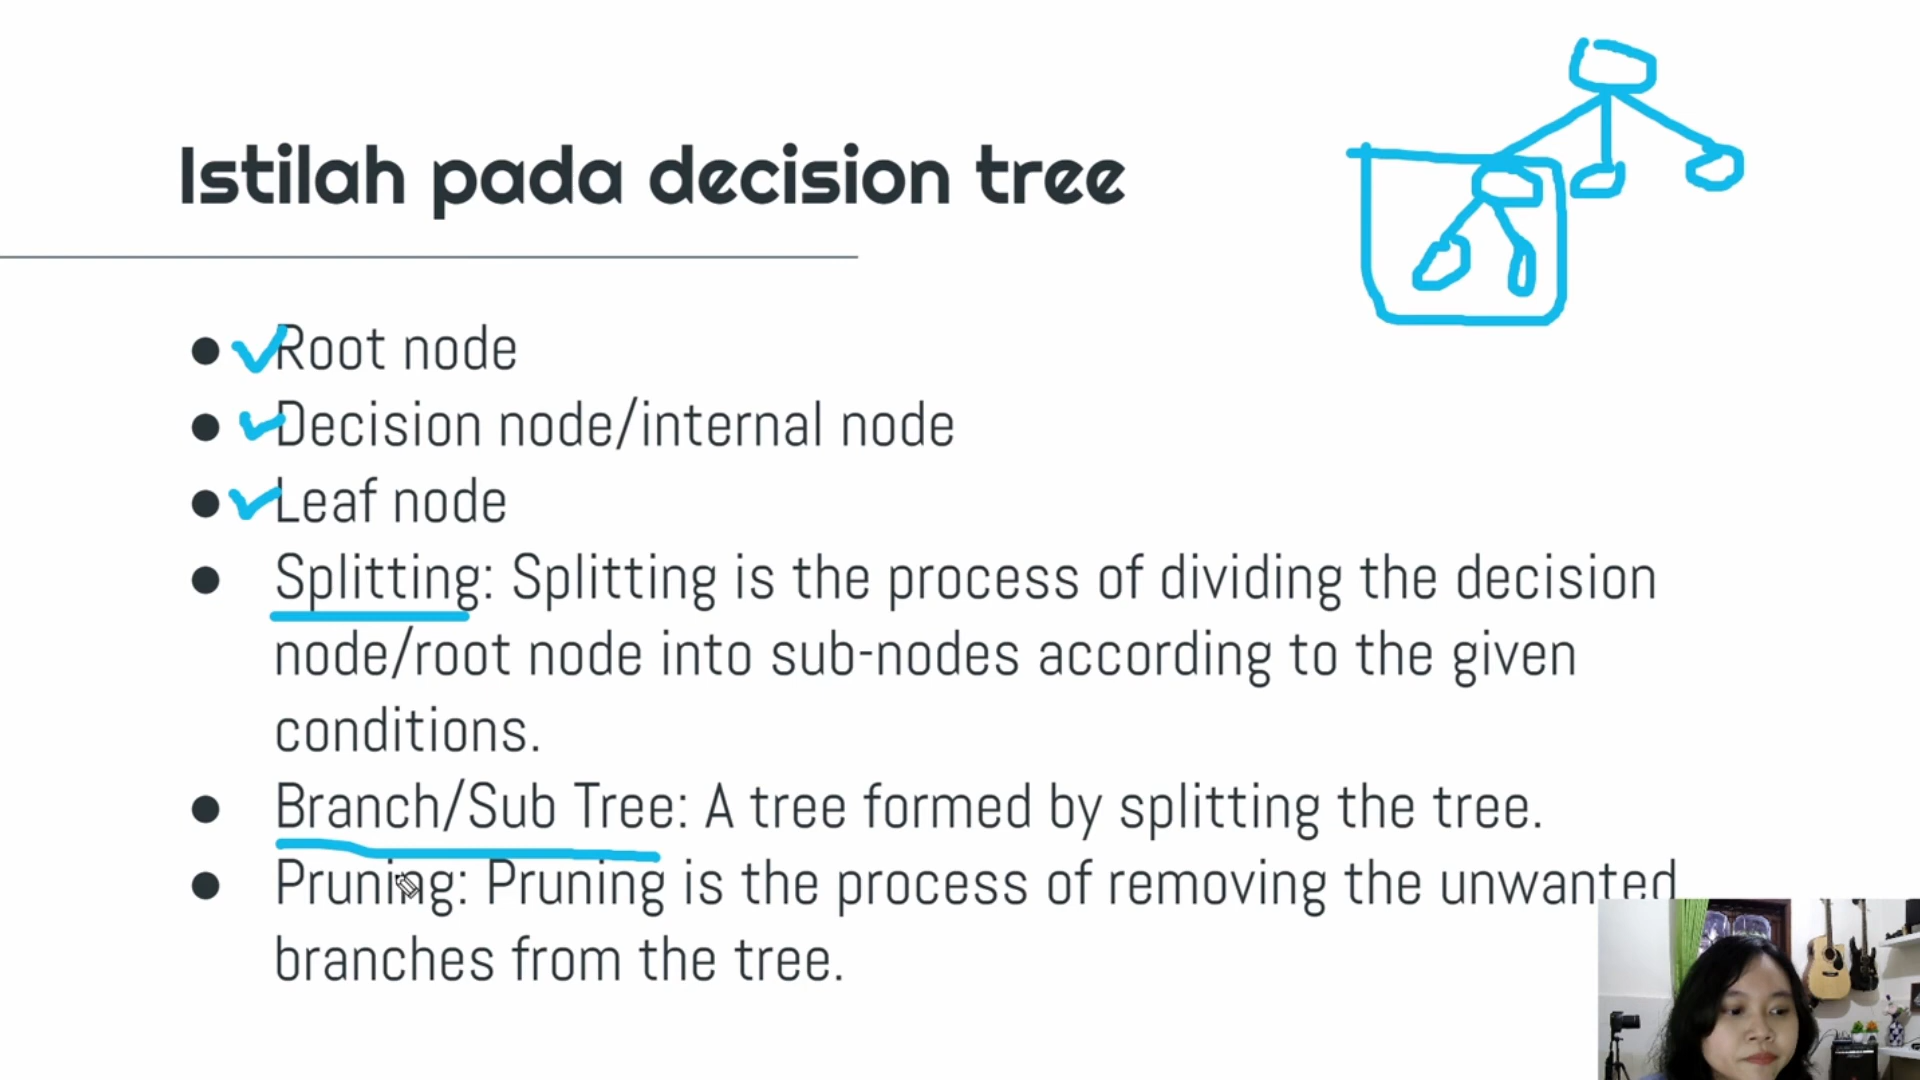 Istilah pada decision tree
Root node
Decision node/internal node
Leaf node
Splitting: Splitting is the process of dividing the decision
node/root node into sub-nodes according to the given
conditions.
Branch/Sub Tree: A tree formed by splitting the tree.
Pruning: Pruning is the process of removing the unwanted
branches from the tree.